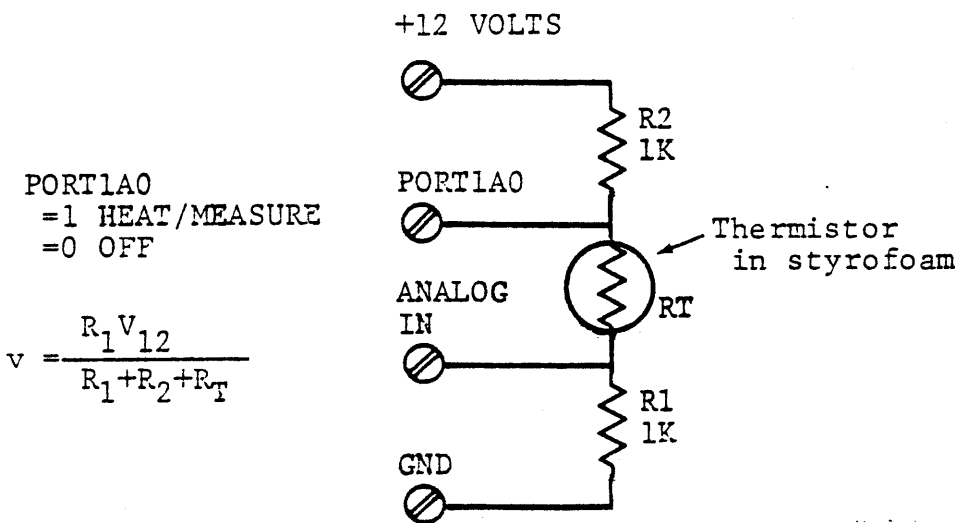 +12 VOLTS
R2
1K
PORT1A0
=1 HEAT/MEASURE
=0 OFF
PORT1A0
Thermistor
in styrofoam
RT
ANALOG
IN
v = R1V12
R1+R2+RT
R1
1K
GND